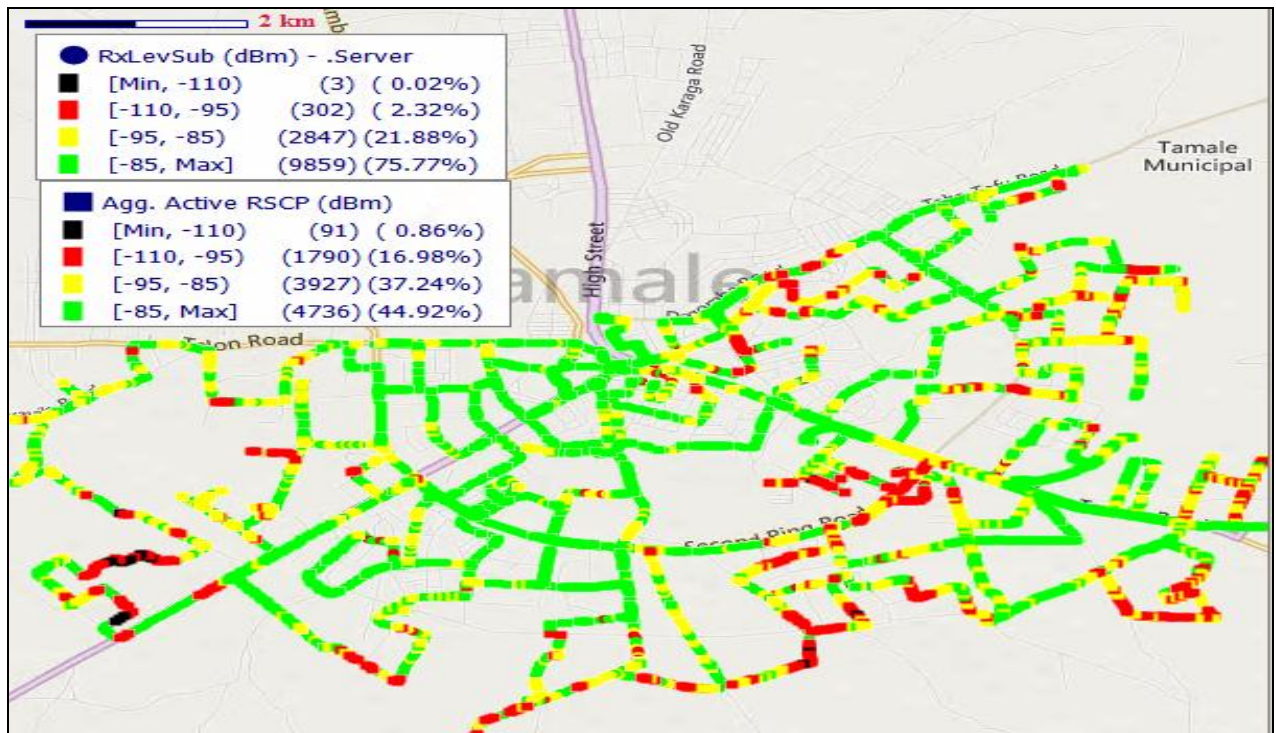 2 km
RxLevSub (dBm) - .Server
[Min, -110) (3) ( 0.02%)
[-110, -95) (302) ( 2.32%)
[-95, -85) (2847) (21.88%)
[-85, Max] (9859) (75.77%)
Agg. Active RSCP (dBm)
[Min, -110) (91) ( 0.86%)
[-110, -95) (1790) (16.98%)
[-95, -85) (3927) (37.24%)
[-85, Max] (4736) (44.92%)
Old Karaga Road
Tamale
Municipal
High Street
amale
Road
Second Ring Road